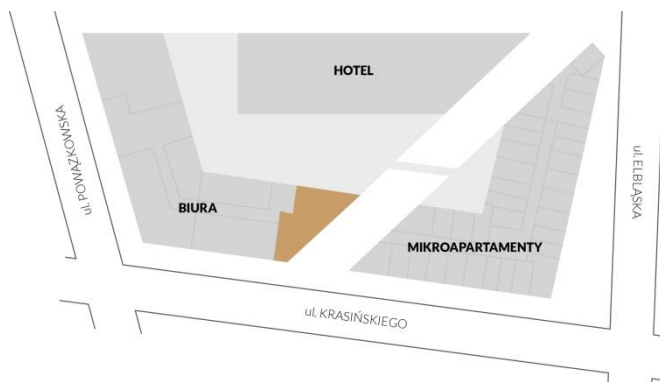 HOTEL
ul. POWĄZKOWSKA
ul. ELBLĄSKA
BIURA
MIKROAPARTAMENTY
ul. KRASIŃSKIEGO